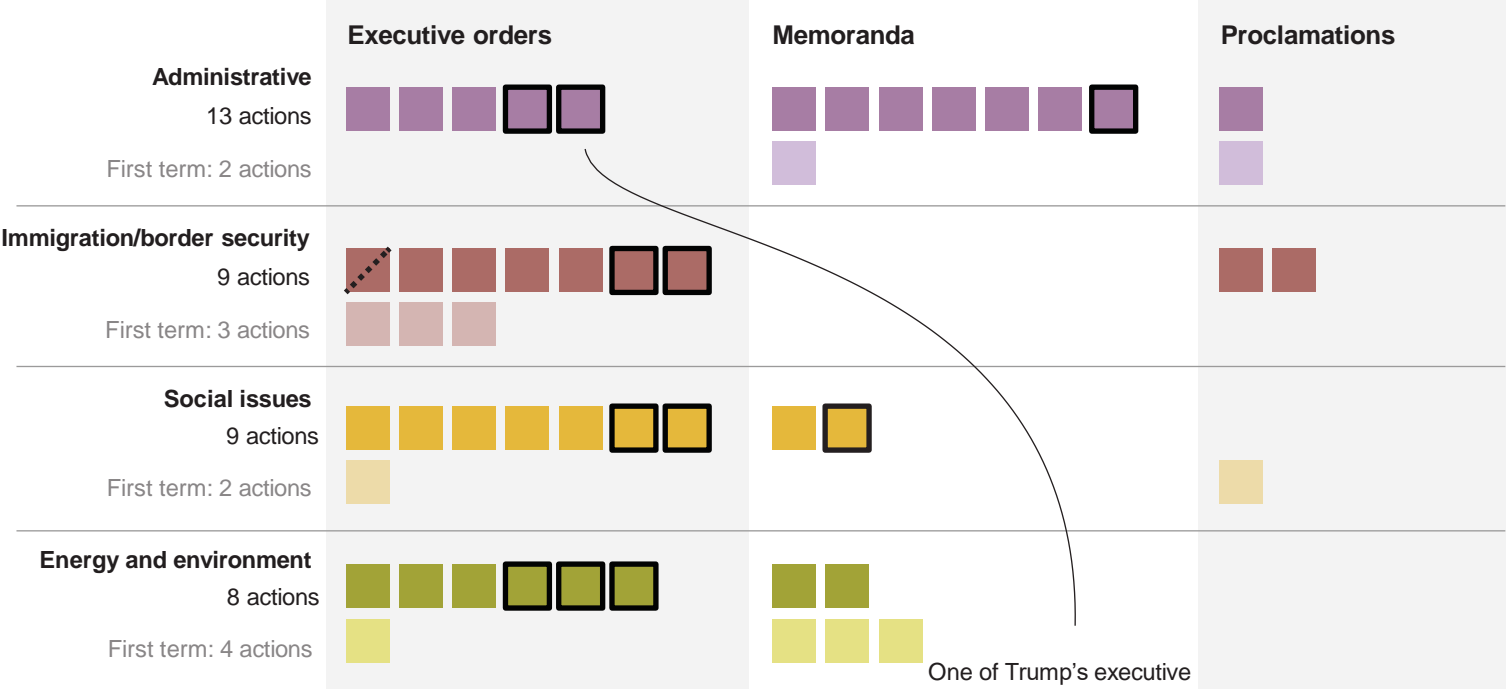 Executive orders
Memoranda
Proclamations
Administrative
13 actions
First term: 2 actions
Immigration/border security
9 actions
First term: 3 actions
Social issues
9 actions
First term: 2 actions
Energy and environment
8 actions
First term: 4 actions
One of Trump’s executive